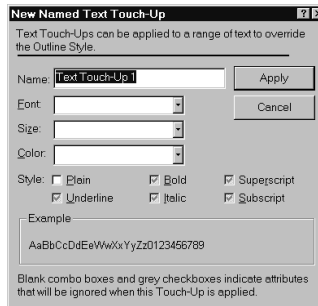 New Named Text Touch-Up
Text Touch-Ups can be applied to a range of text to override
the Outline Style.
Name: Text Touch-Up 1
Apply
Font:
Cancel
Size:
Color:
Style: Plain Bold Superscript
Underline Italic Subscript
Example
AaBbCcDdEeWwXxYyZz0123456789
Blank combo boxes and grey checkboxes indicate attributes
that will be ignored when this Touch-Up is applied.